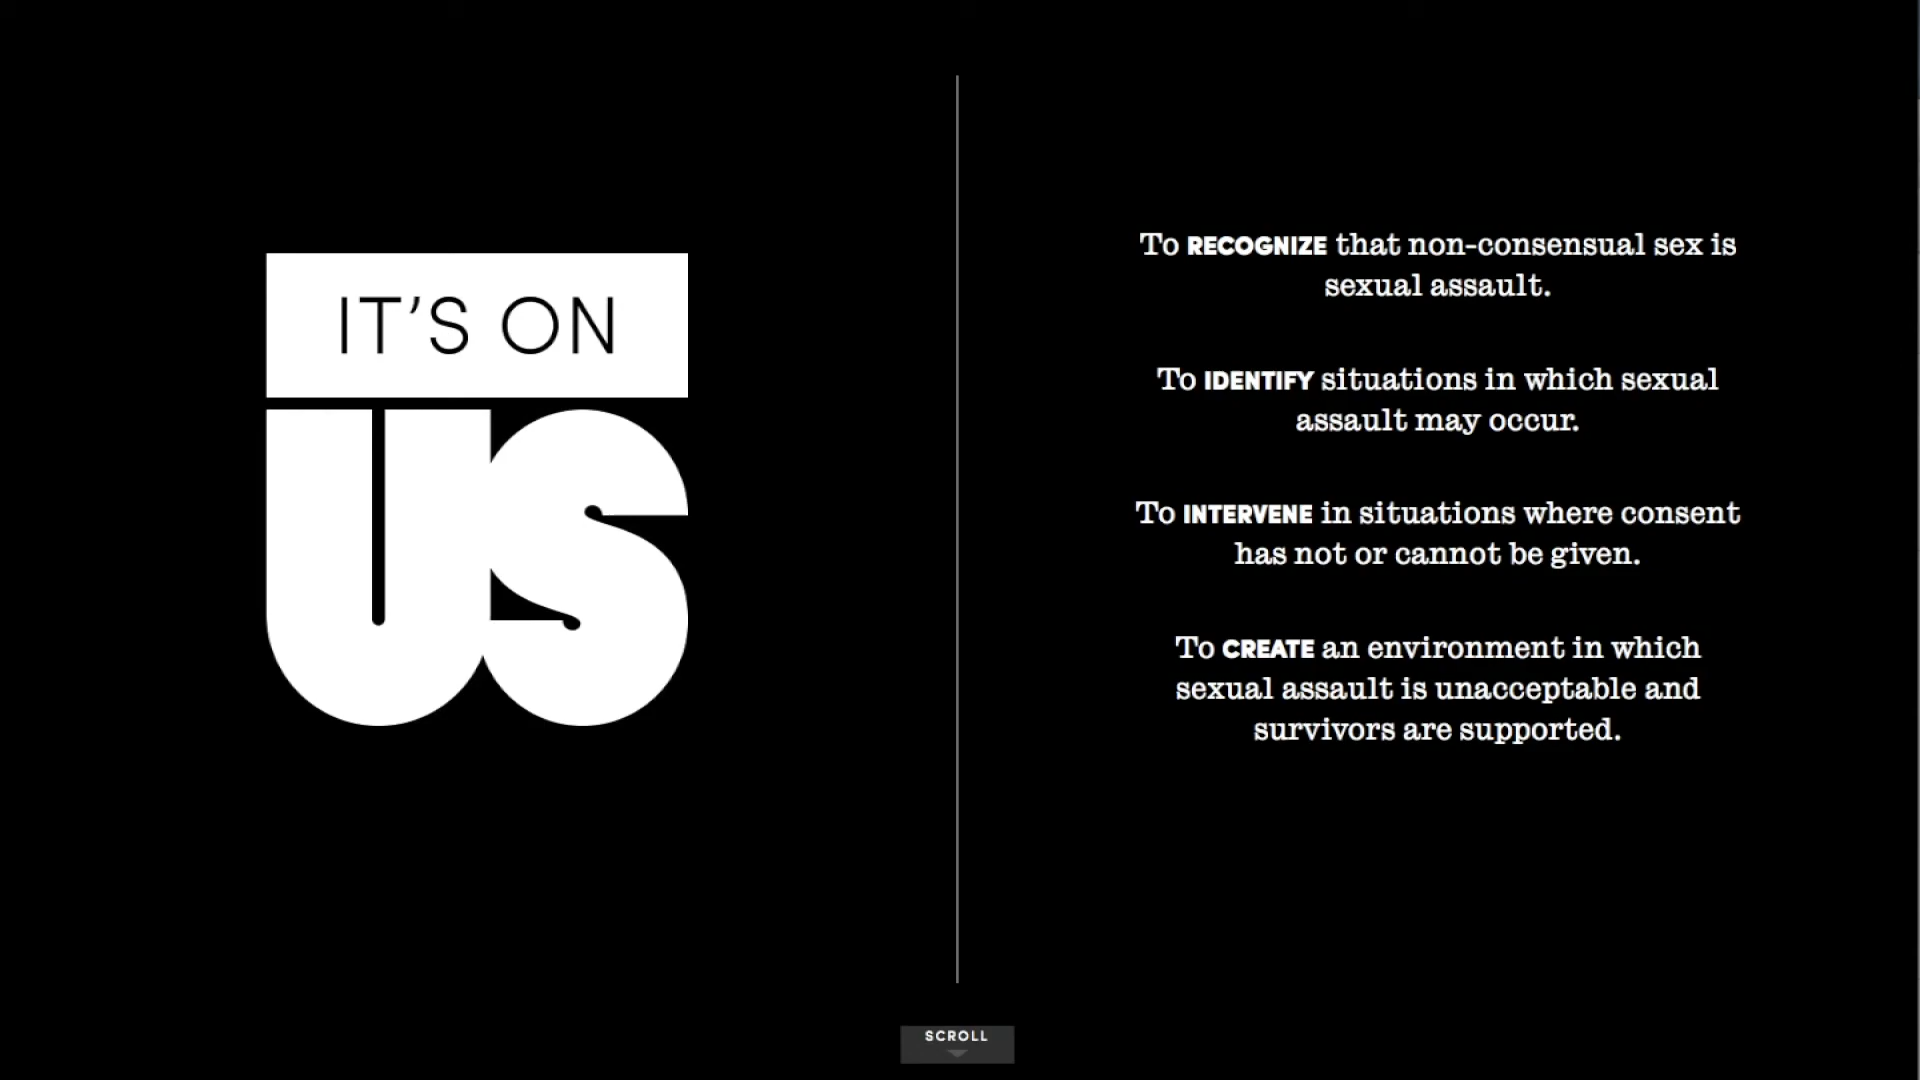 IT’S ON
US
To RECOGNIZE that non-consensual sex is
sexual assault.
To IDENTIFY situations in which sexual
assault may occur.
To INTERVENE in situations where consent
has not or cannot be given.
To CREATE an environment in which
sexual assault is unacceptable and
survivors are supported.
SCROLL